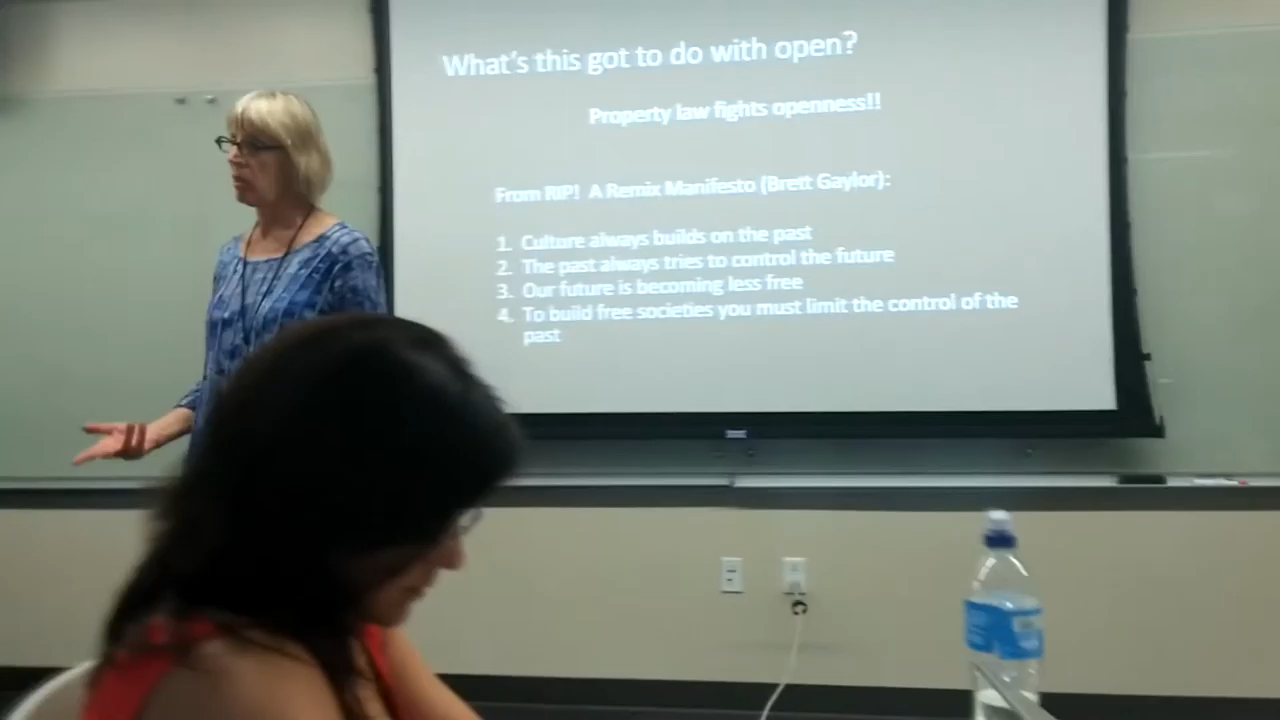 What's this got to do with open?
Property law fights openness!!
From RIP! A Remix Manifesto (Brett Gaylor):
1. Culture always builds on the past
2. The past always tries to control the future
3. Our future is becoming less free
4. To build free societies you must limit the control of the
past